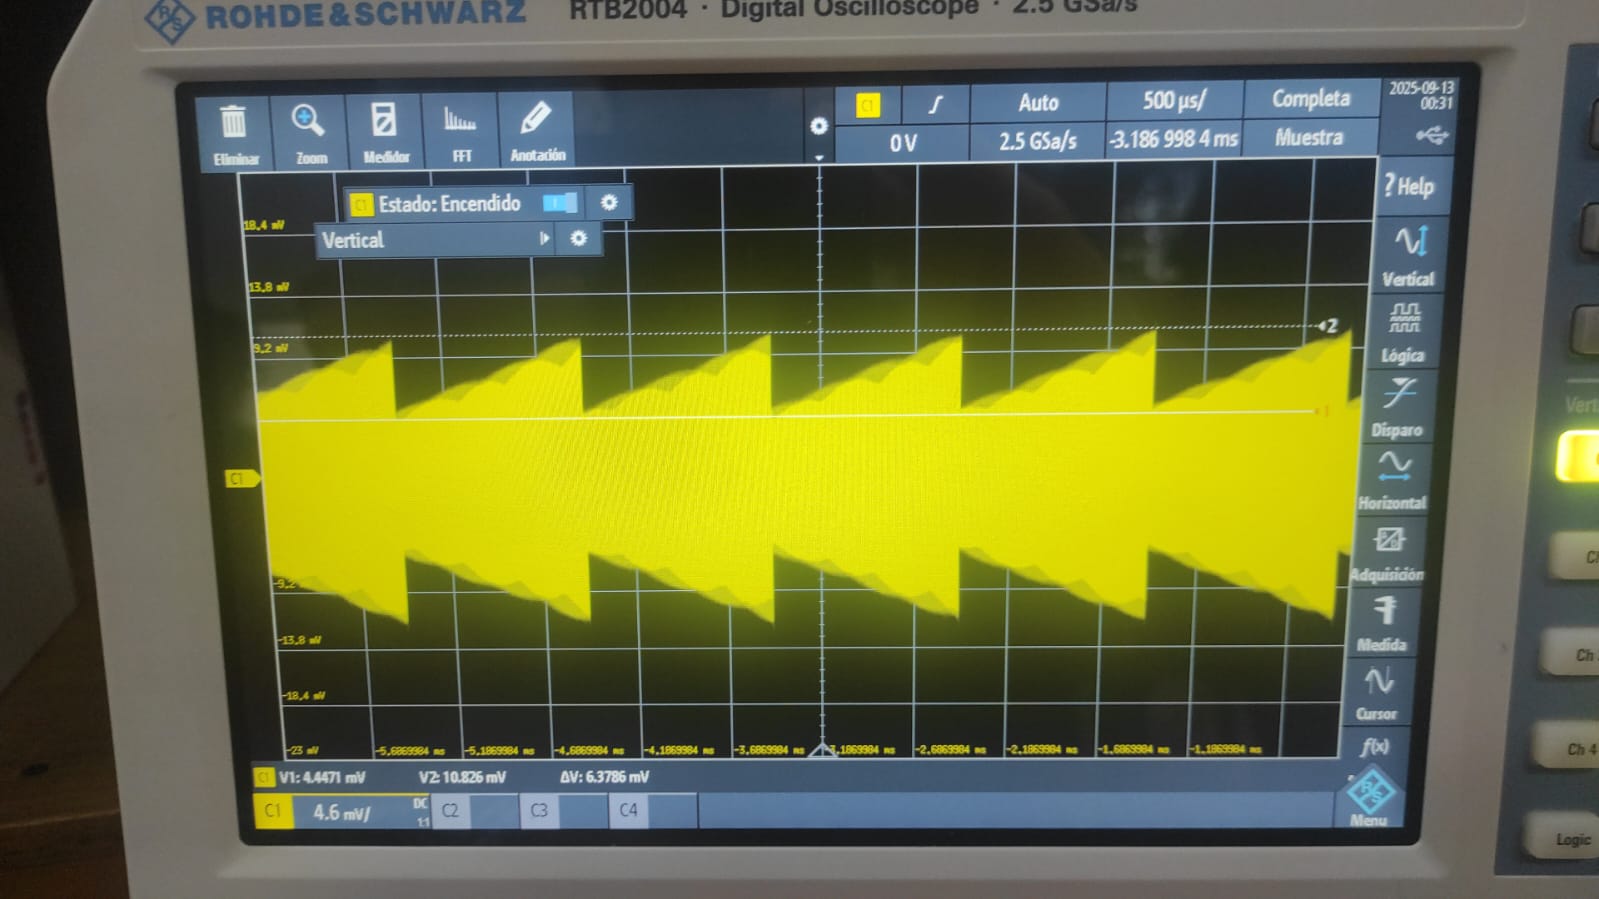 ROHDE&SCHWARZ RTB2004 · Digital Oscilloscope · 2.5 GSa/s
Eliminar Zoom Medidor FFT Anotación
C1 Auto 500 µs/ Completa
0 V 2.5 GSa/s -3.186 998 4 ms Muestra
2025-09-13
00:31
C1 Estado: Encendido
Vertical
? Help
Vertical
Lógica
Disparo
Horizontal
Adquisición
Medida
Cursor
f(x)
Menu
18,4 mV
13,8 mV
9,2 mV
2
1
C1
-9,2
-13,8 mV
-18,4 mV
-23 mV -5,6869984 ms -5,1869984 ms -4,6869984 ms -4,1869984 ms -3,6869984 ms 3,1869984 ms -2,6869984 ms -2,1869984 ms -1,6869984 ms -1,1869984 ms
C1 V1: 4.4471 mV V2: 10.826 mV ΔV: 6.3786 mV
C1 4.6 mV/ DC 1:1 C2 C3 C4
Ch
Ch 4
Logic